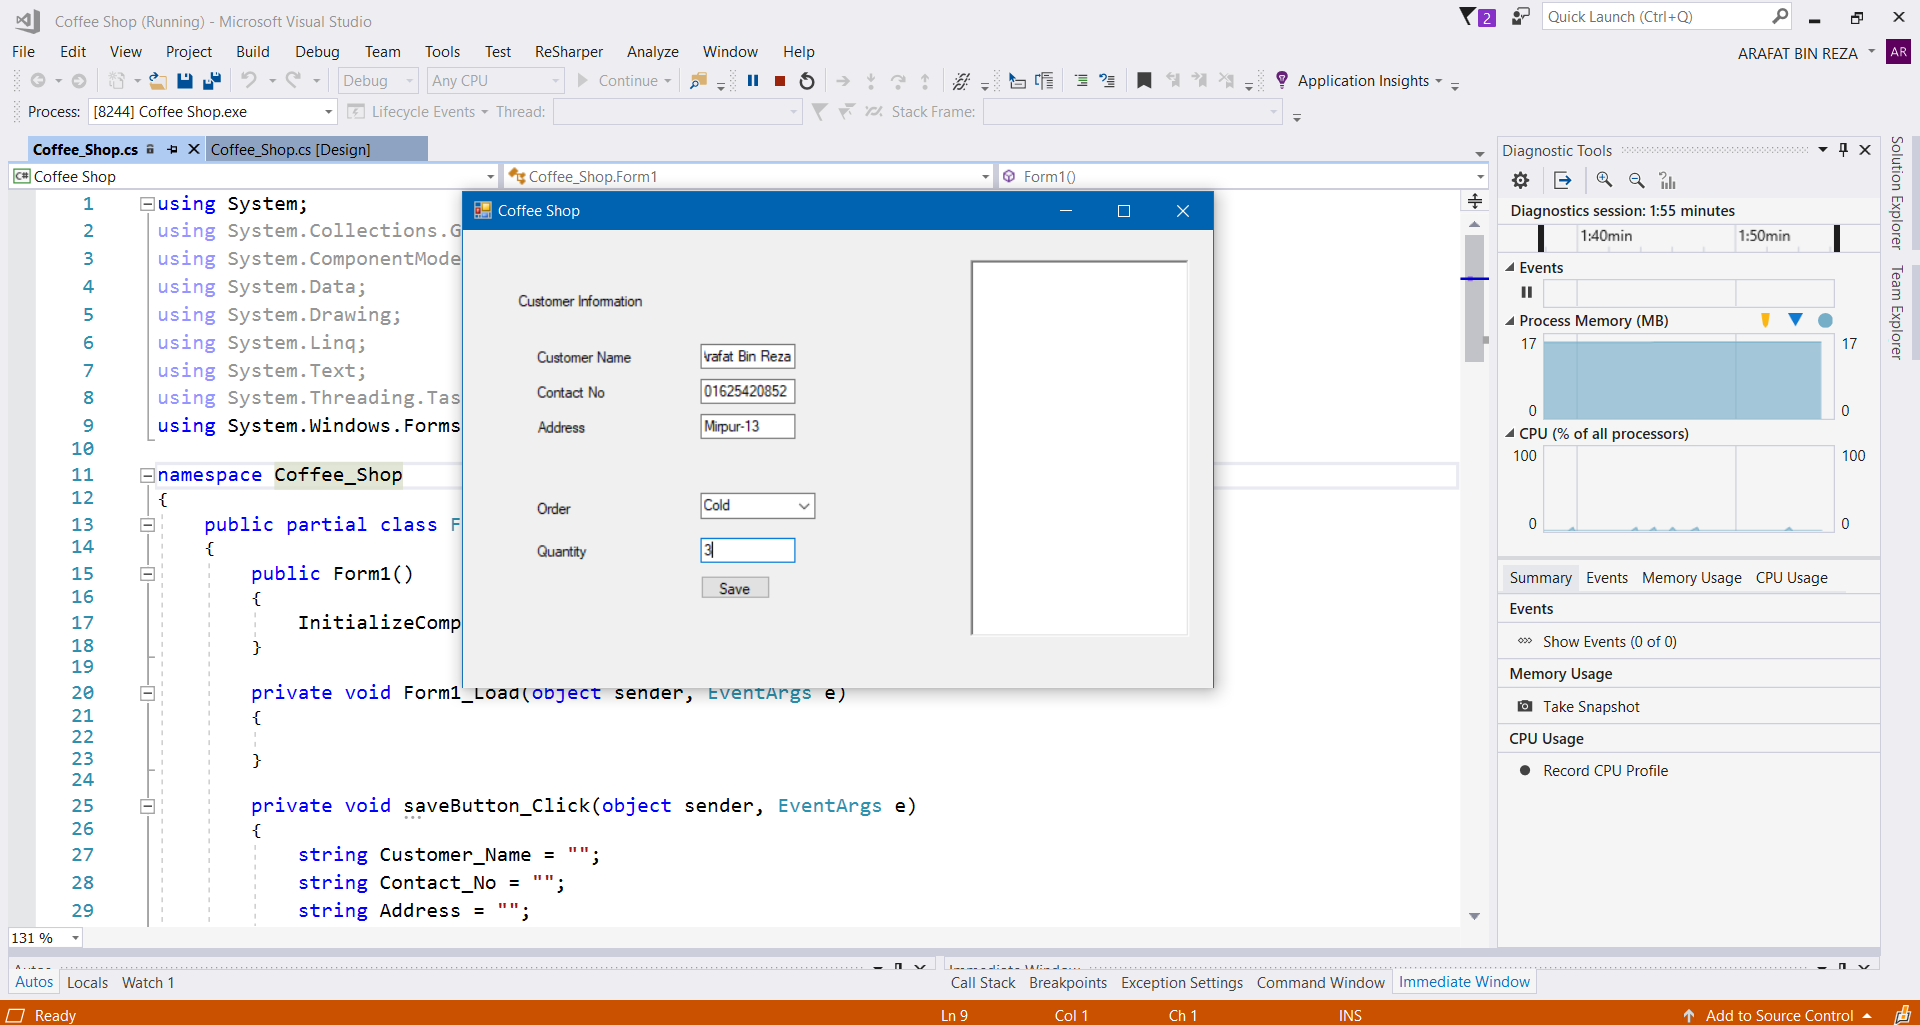 Coffee Shop (Running) - Microsoft Visual Studio
2
Quick Launch (Ctrl+Q)
File Edit View Project Build Debug Team Tools Test ReSharper Analyze Window Help
ARAFAT BIN REZA AR
Debug Any CPU Continue Application Insights
Process: [8244] Coffee Shop.exe Lifecycle Events Thread: Stack Frame:
Coffee_Shop.cs Coffee_Shop.cs [Design]
C# Coffee Shop Coffee_Shop.Form1 Form1()
1 using System;
2 using System.Collections.G
3 using System.ComponentMode
4 using System.Data;
5 using System.Drawing;
6 using System.Linq;
7 using System.Text;
8 using System.Threading.Tas
9 using System.Windows.Forms
10
11 namespace Coffee_Shop
12 {
13 public partial class F
14 {
15 public Form1()
16 {
17 InitializeComp
18 }
19
20 private void Form1_Load(object sender, EventArgs e)
21 {
22
23 }
24
25 private void saveButton_Click(object sender, EventArgs e)
26 {
27 string Customer_Name = "";
28 string Contact_No = "";
29 string Address = "";
131 %
Coffee Shop
Customer Information
Customer Name Arafat Bin Reza
Contact No 01625420852
Address Mirpur-13
Order Cold
Quantity 3
Save
Diagnostic Tools
Diagnostics session: 1:55 minutes
1:40min 1:50min
Events
Process Memory (MB)
17 17
0 0
CPU (% of all processors)
100 100
0 0
Summary Events Memory Usage CPU Usage
Events
Show Events (0 of 0)
Memory Usage
Take Snapshot
CPU Usage
Record CPU Profile
Solution Explorer
Team Explorer
Autos Immediate Window
Autos Locals Watch 1
Call Stack Breakpoints Exception Settings Command Window Immediate Window
Ready Ln 9 Col 1 Ch 1 INS Add to Source Control